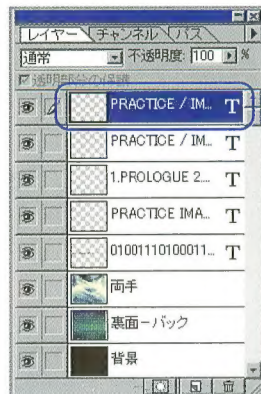 レイヤー チャンネル パス
通常 不透明度: 100 %
透明部分の保護
PRACTICE / IM... T
PRACTICE / IM... T
1.PROLOGUE 2.... T
PRACTICE IMA... T
01001110100011... T
両手
裏面－バック
背景